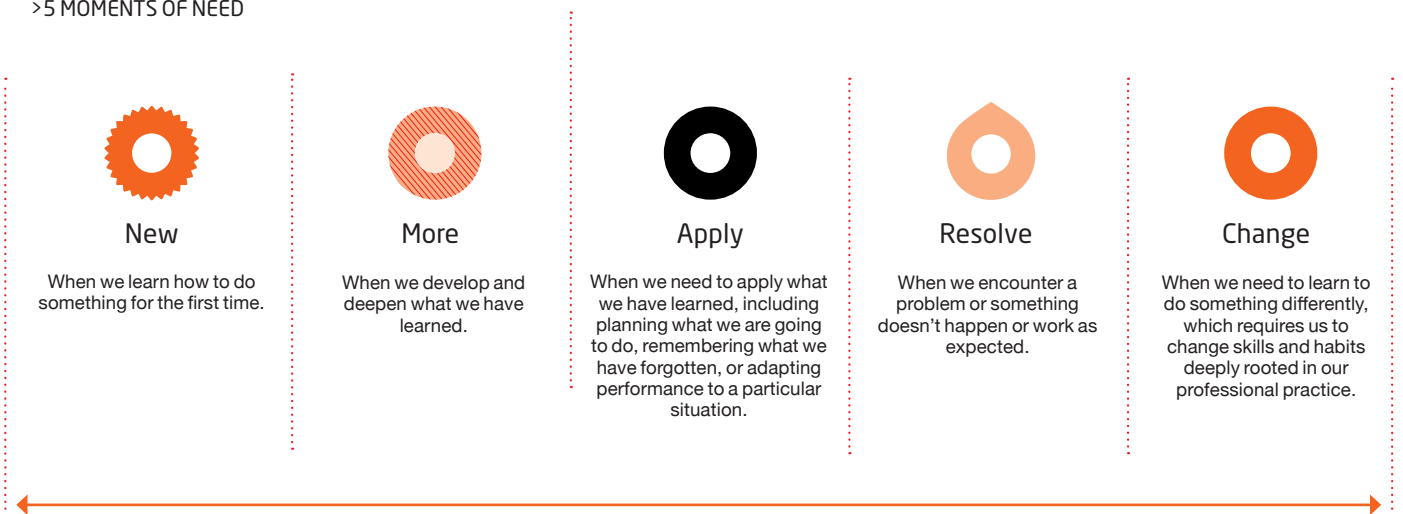 >5 MOMENTS OF NEED
New
When we learn how to do
something for the first time.
More
When we develop and
deepen what we have
learned.
Apply
When we need to apply what
we have learned, including
planning what we are going
to do, remembering what we
have forgotten, or adapting
performance to a particular
situation.
Resolve
When we encounter a
problem or something
doesn’t happen or work as
expected.
Change
When we need to learn to
do something differently,
which requires us to
change skills and habits
deeply rooted in our
professional practice.